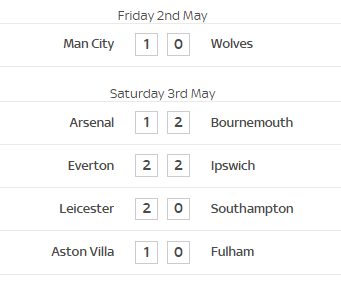 Friday 2nd May
Man City 1 0 Wolves
Saturday 3rd May
Arsenal 1 2 Bournemouth
Everton 2 2 Ipswich
Leicester 2 0 Southampton
Aston Villa 1 0 Fulham